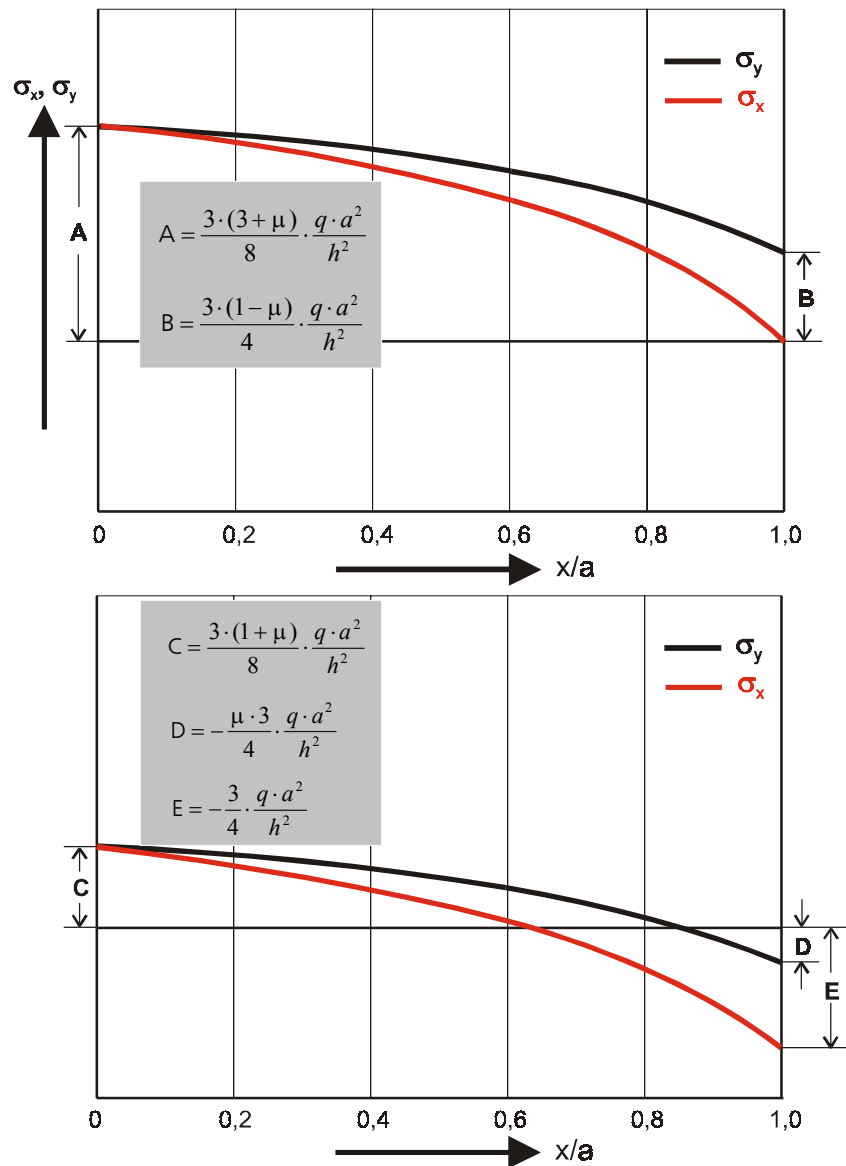 σy
σx, σy
σx
A
A = 3·(3+μ)/8 · q·a²/h²
B = 3·(1−μ)/4 · q·a²/h²
B
0 0,2 0,4 0,6 0,8 1,0
x/a
C = 3·(1+μ)/8 · q·a²/h²
σy
σx
D = −μ·3/4 · q·a²/h²
E = −3/4 · q·a²/h²
C
D
E
0 0,2 0,4 0,6 0,8 1,0
x/a